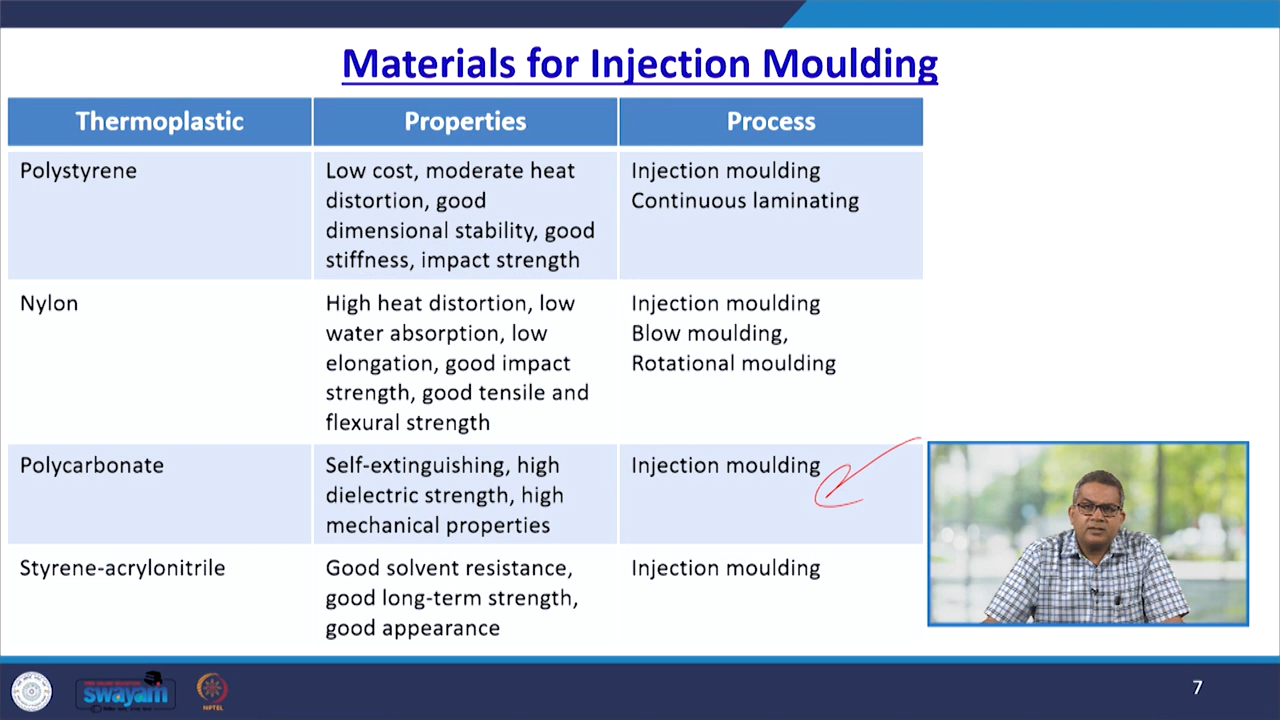 Materials for Injection Moulding
Thermoplastic
Properties
Process
Polystyrene
Low cost, moderate heat
distortion, good
dimensional stability, good
stiffness, impact strength
Injection moulding
Continuous laminating
Nylon
High heat distortion, low
water absorption, low
elongation, good impact
strength, good tensile and
flexural strength
Injection moulding
Blow moulding,
Rotational moulding
Polycarbonate
Self-extinguishing, high
dielectric strength, high
mechanical properties
Injection moulding
Styrene-acrylonitrile
Good solvent resistance,
good long-term strength,
good appearance
Injection moulding
swayam
NPTEL
7